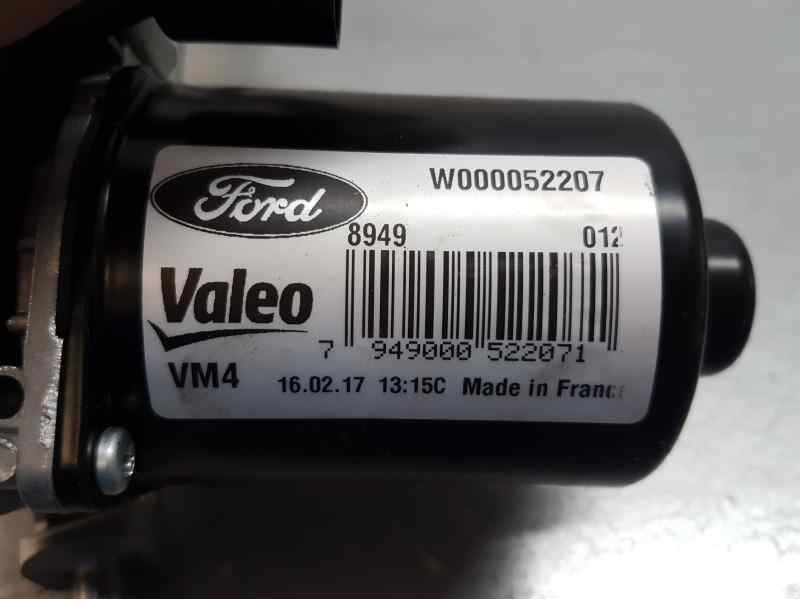 Ford
W000052207
8949 012
Valeo
7 949000 522071
VM4
16.02.17 13:15C Made in France